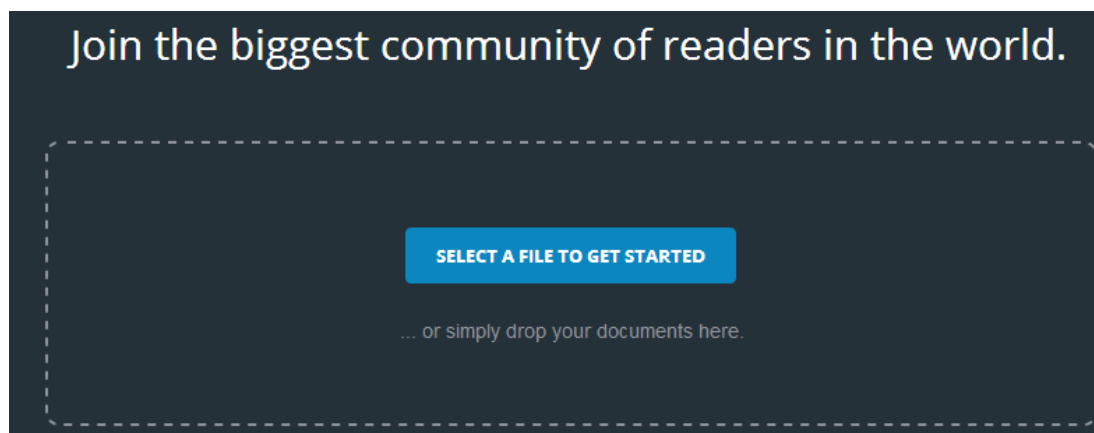 Join the biggest community of readers in the world.
SELECT A FILE TO GET STARTED
... or simply drop your documents here.